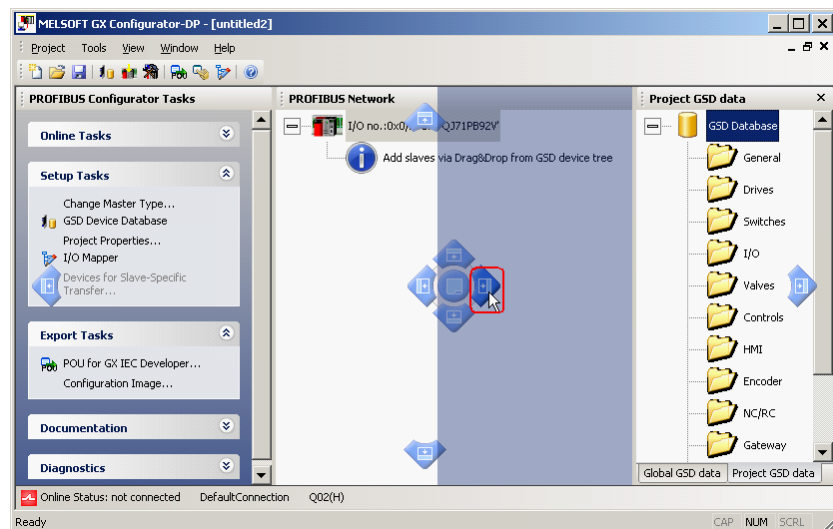 MELSOFT GX Configurator-DP - [untitled2]
Project Tools View Window Help
PROFIBUS Configurator Tasks
Online Tasks
Setup Tasks
Change Master Type...
GSD Device Database
Project Properties...
I/O Mapper
Devices for Slave-Specific
Transfer...
Export Tasks
POU for GX IEC Developer...
Configuration Image...
Documentation
Diagnostics
PROFIBUS Network
I/O no.:0x0/ QJ71PB92V'
Add slaves via Drag&Drop from GSD device tree
Project GSD data
GSD Database
General
Drives
Switches
I/O
Valves
Controls
HMI
Encoder
NC/RC
Gateway
Global GSD data Project GSD data
Online Status: not connected DefaultConnection Q02(H)
Ready CAP NUM SCRL